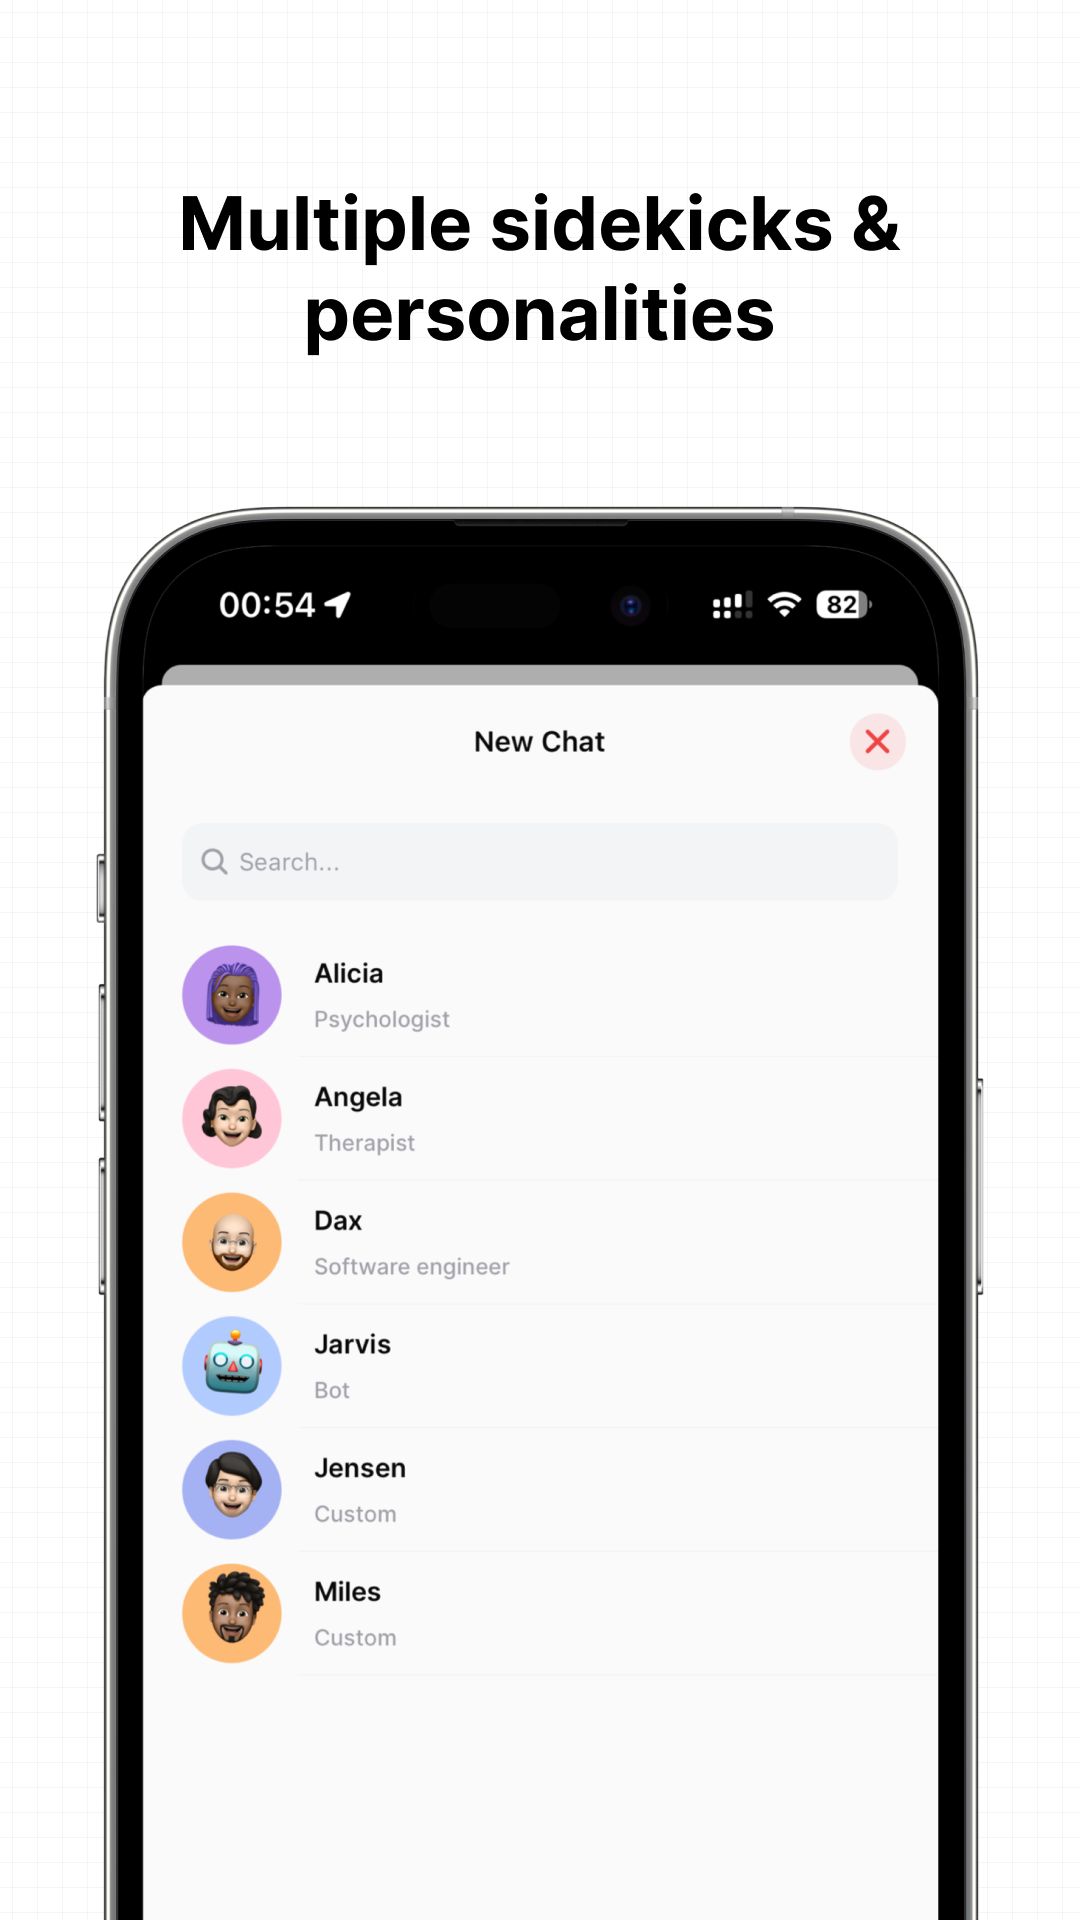 Multiple sidekicks &
personalities
00:54
82
New Chat
Search...
Alicia
Psychologist
Angela
Therapist
Dax
Software engineer
Jarvis
Bot
Jensen
Custom
Miles
Custom